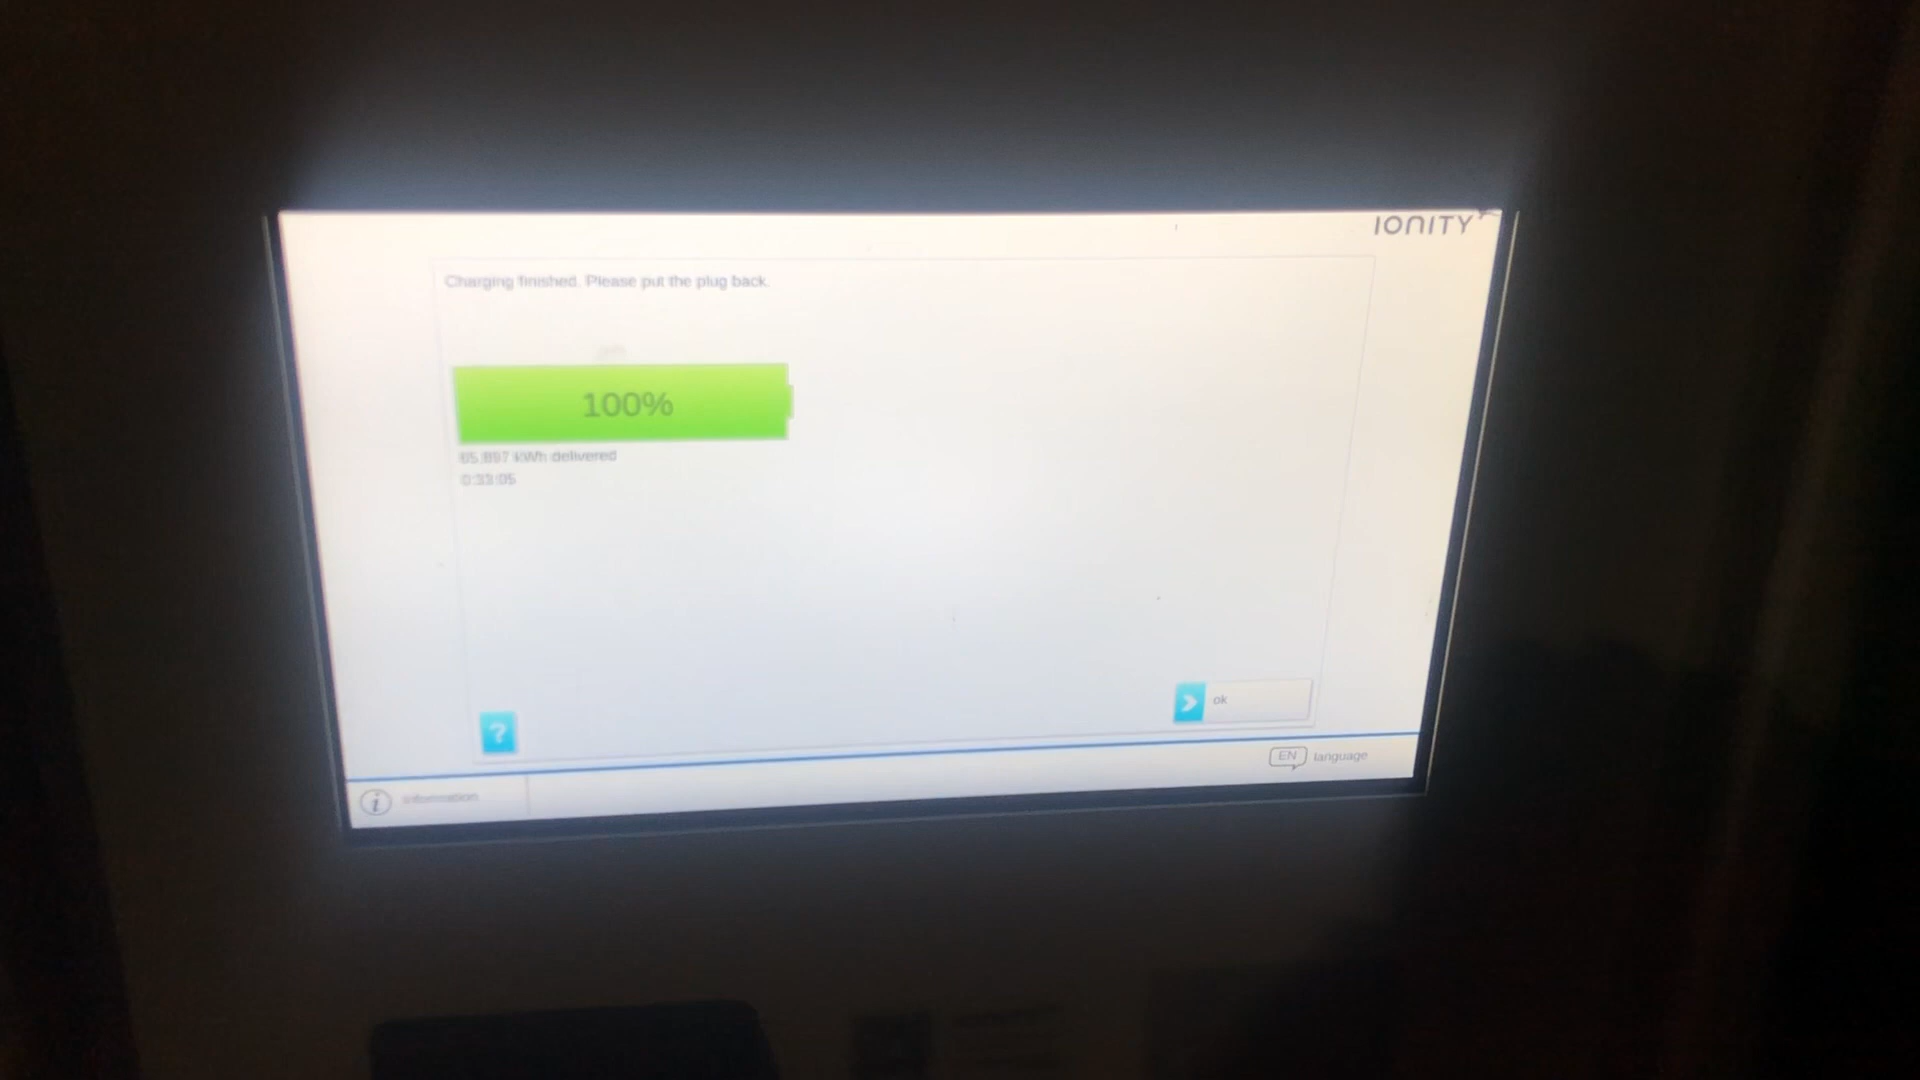 IONITY
Charging finished. Please put the plug back.
100%
65.897 kWh delivered
0:33:05
?
ok
EN language
i Information